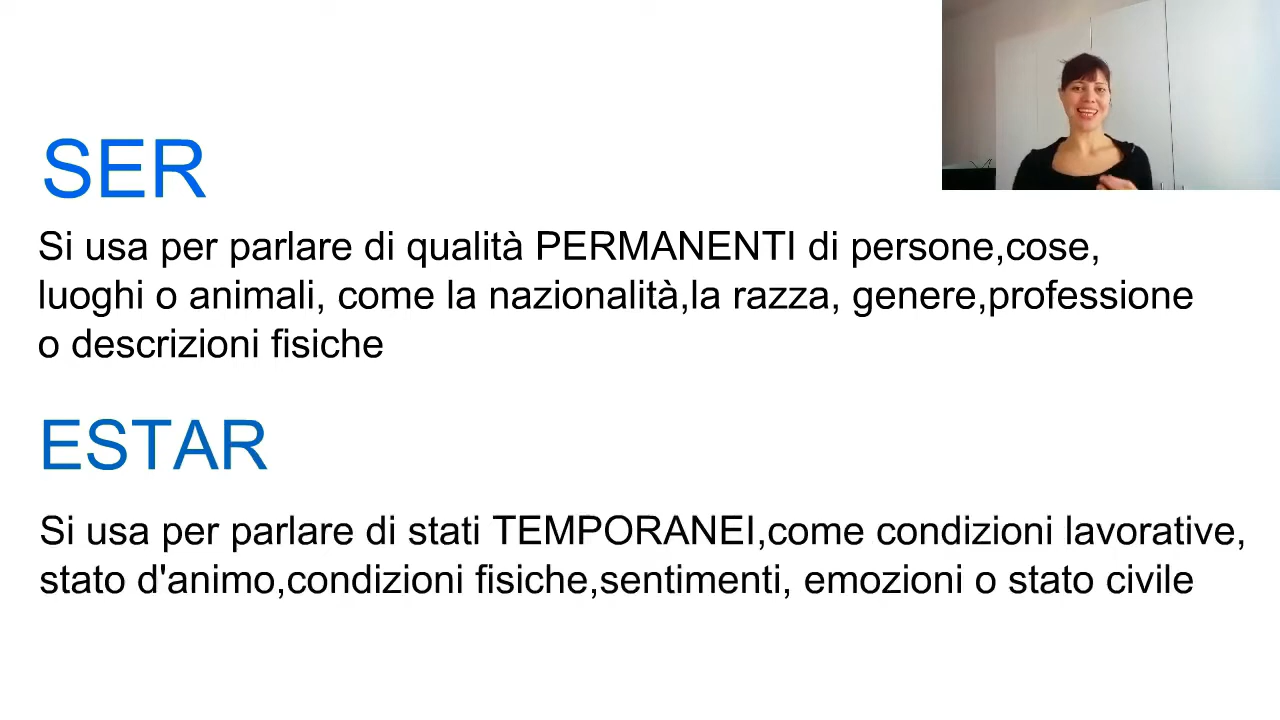 SER
Si usa per parlare di qualità PERMANENTI di persone,cose,
luoghi o animali, come la nazionalità,la razza, genere,professione
o descrizioni fisiche
ESTAR
Si usa per parlare di stati TEMPORANEI,come condizioni lavorative,
stato d'animo,condizioni fisiche,sentimenti, emozioni o stato civile